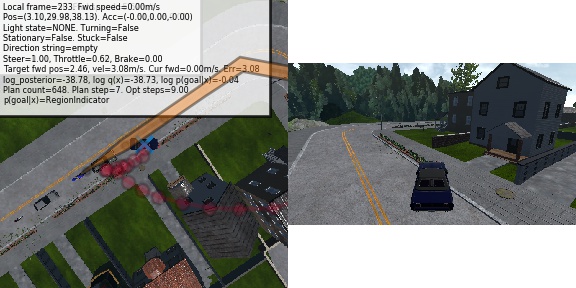 Local frame=233: Fwd speed=0.00m/s
Pos=(3.10,29.98,38.13). Acc=(-0.00,0.00,-0.00)
Light state=NONE. Turning=False
Stationary=False. Stuck=False
Direction string=empty
Steer=1.00, Throttle=0.62, Brake=0.00
Target fwd pos=2.46, vel=3.08m/s. Cur fwd=0.00m/s. Err=3.08
log_posterior=-38.78, log q(x)=-38.73, log p(goal|x)=-0.04
Plan count=648. Plan step=7. Opt steps=9.00
p(goal|x)=RegionIndicator